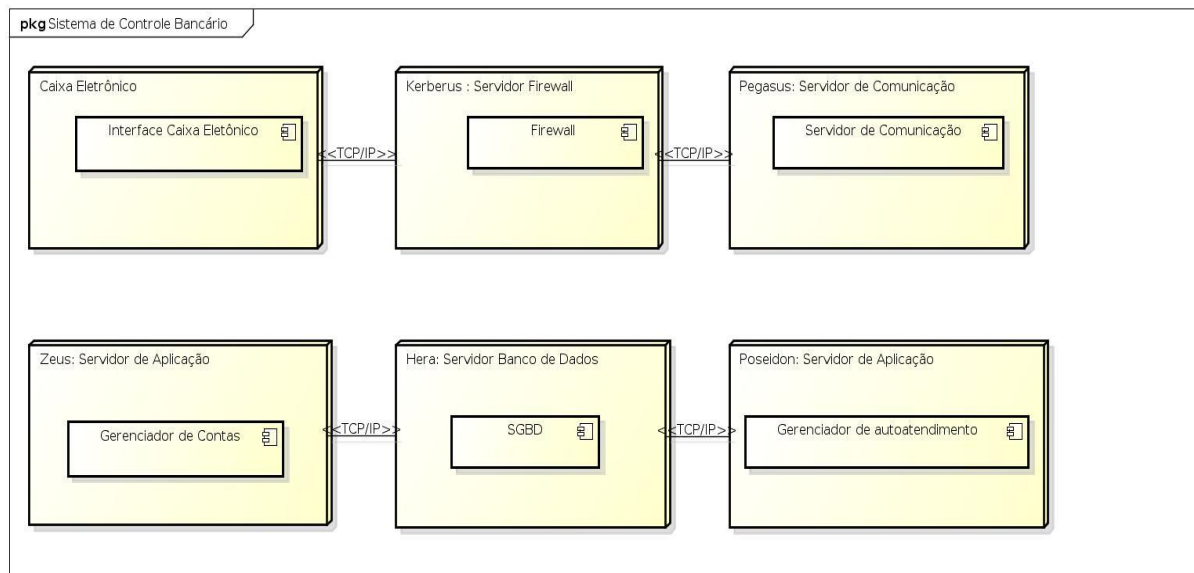 pkg Sistema de Controle Bancário
Caixa Eletrônico
Interface Caixa Eletônico
<<TCP/IP>>
Kerberus : Servidor Firewall
Firewall
<<TCP/IP>>
Pegasus: Servidor de Comunicação
Servidor de Comunicação
Zeus: Servidor de Aplicação
Gerenciador de Contas
<<TCP/IP>>
Hera: Servidor Banco de Dados
SGBD
<<TCP/IP>>
Poseidon: Servidor de Aplicação
Gerenciador de autoatendimento